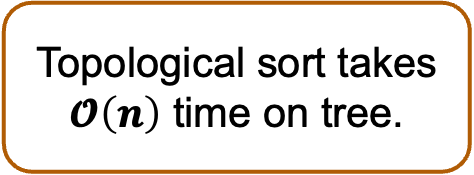 Topological sort takes
𝓞(𝒏) time on tree.